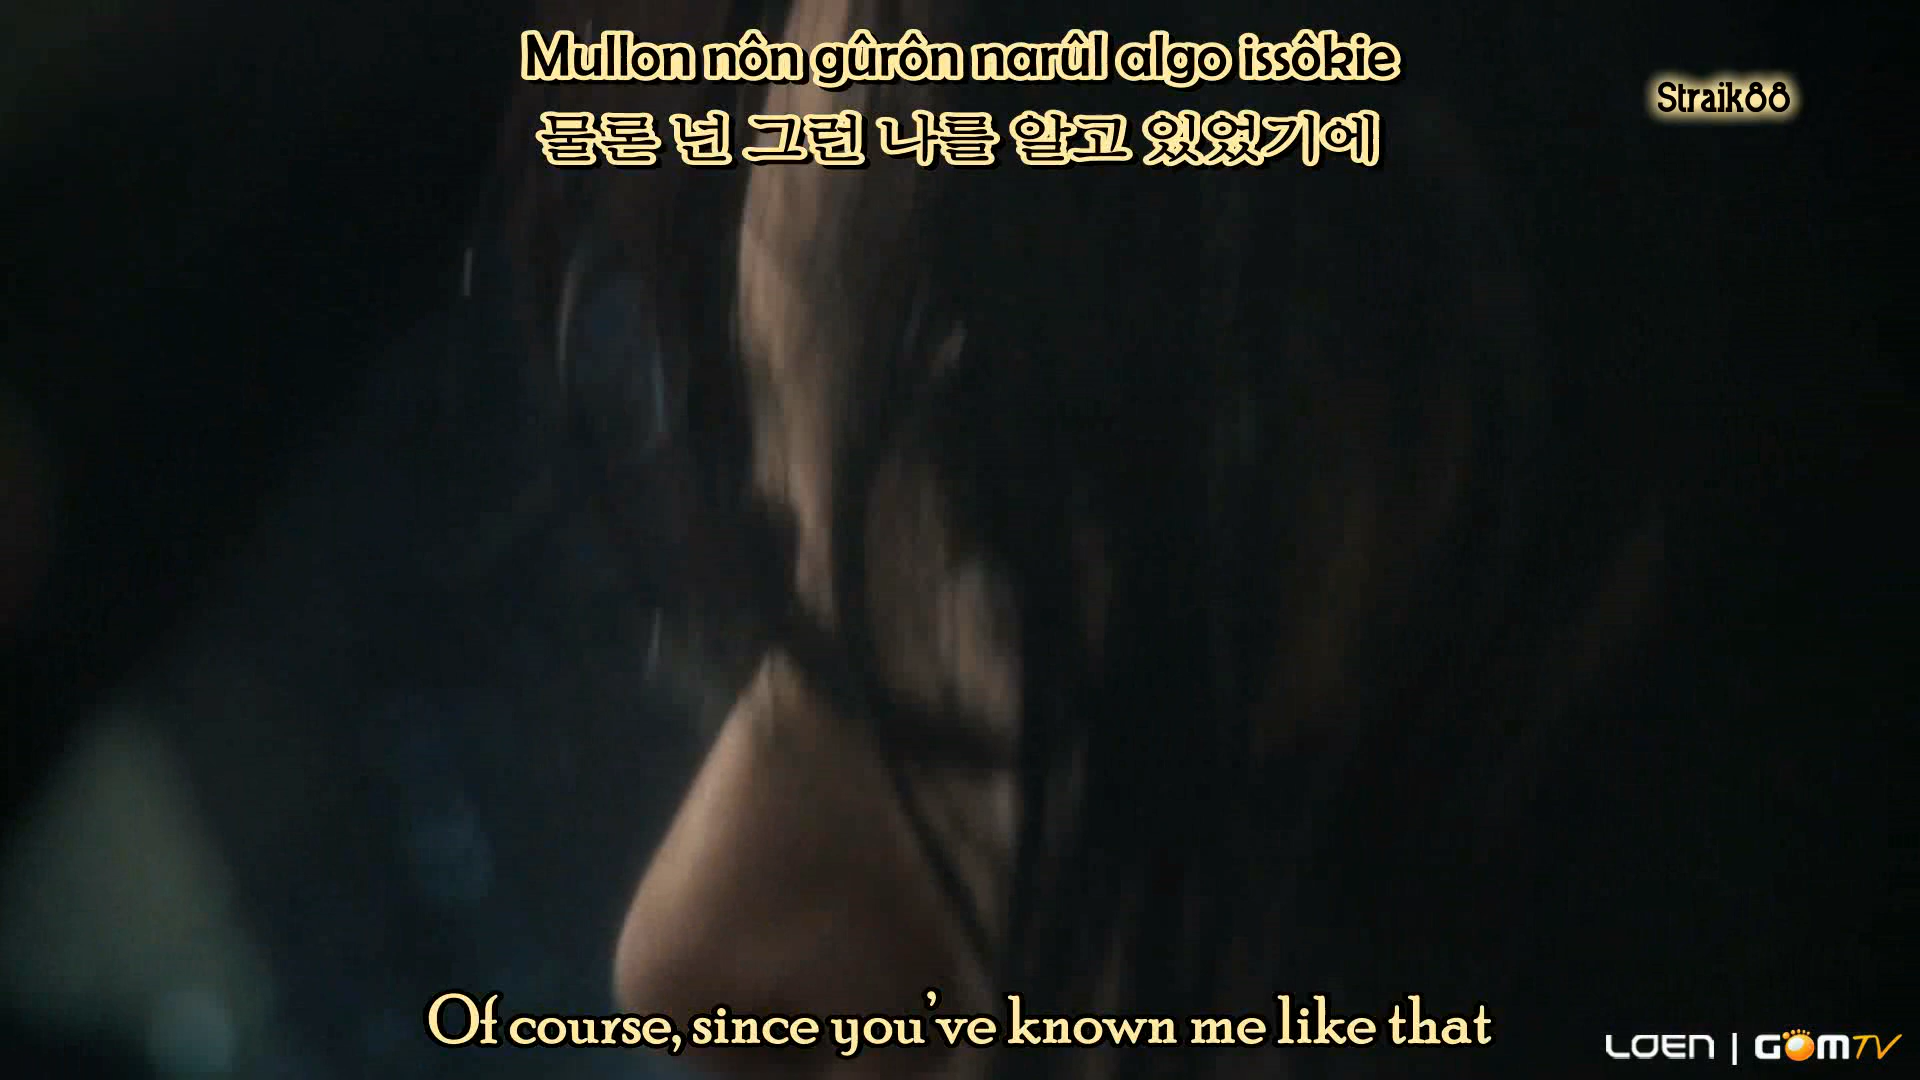 Mullon nôn gûrôn narûl algo issôkie
Straik88
물론 넌 그런 나를 알고 있었기에
Of course, since you've known me like that
LOEN | GOMTV